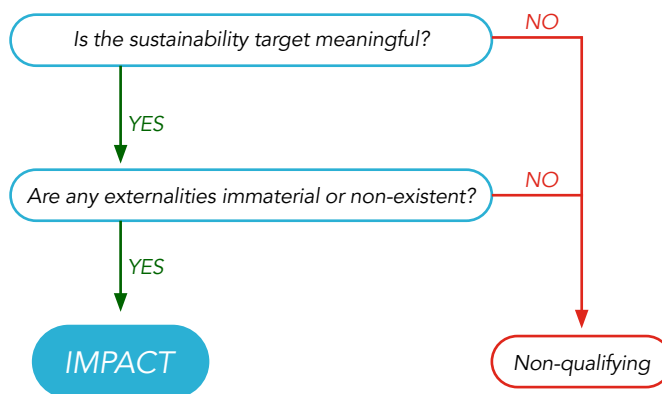 Is the sustainability target meaningful?
NO
YES
Are any externalities immaterial or non-existent?
NO
YES
IMPACT
Non-qualifying